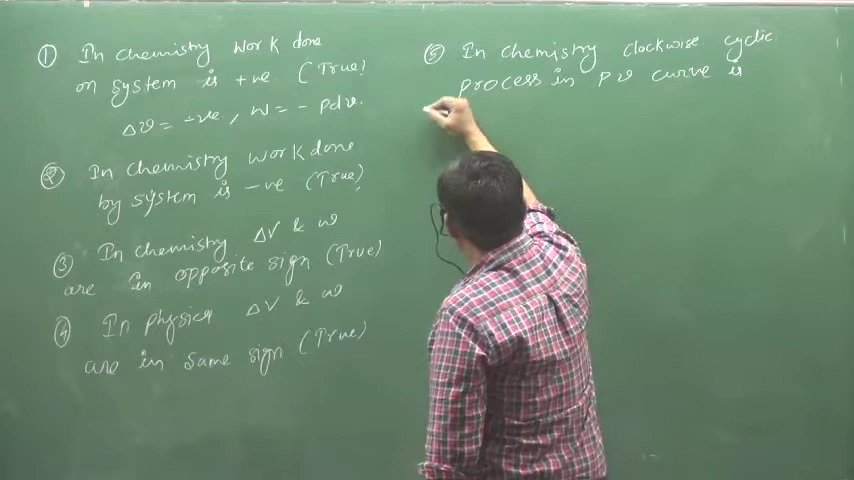 ① In chemistry work done
on system is +ve (True)
Δv = -ve, w = - pdv.
② In chemistry work done
by system is -ve (True)
③ In chemistry ΔV & w
are in opposite sign (True)
④ In physics ΔV & w
are in same sign (True)
⑤ In chemistry clockwise cyclic
process in pv curve is